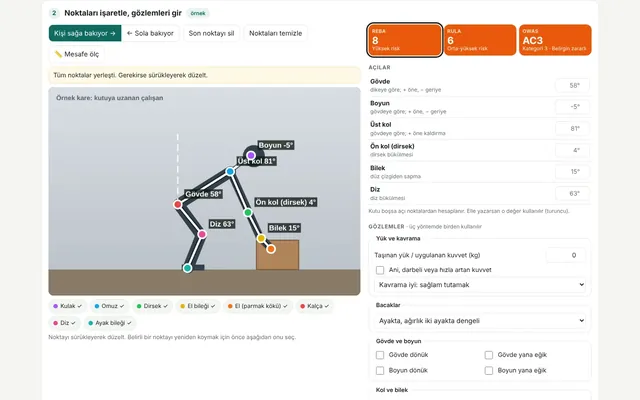 2 Noktaları işaretle, gözlemleri gir örnek
Kişi sağa bakıyor → ← Sola bakıyor Son noktayı sil Noktaları temizle
Mesafe ölç
Tüm noktalar yerleşti. Gerekirse sürükleyerek düzelt.
Örnek kare: kutuya uzanan çalışan
Boyun -5°
Üst kol 81°
Gövde 58°
Ön kol (dirsek) 4°
Diz 63°
Bilek 15°
Kulak ✓ Omuz ✓ Dirsek ✓ El bileği ✓ El (parmak kökü) ✓ Kalça ✓
Diz ✓ Ayak bileği ✓
Noktayı sürükleyerek düzelt. Belirli bir noktayı yeniden koymak için önce aşağıdan onu seç.
REBA
8
Yüksek risk
RULA
6
Orta-yüksek risk
OWAS
AC3
Kategori 3 · Belirgin zararlı
AÇILAR
Gövde
dikeye göre; + öne, − geriye
58°
Boyun
gövdeye göre; + öne, − geriye
-5°
Üst kol
gövdeye göre; + öne kaldırma
81°
Ön kol (dirsek)
dirsek bükülmesi
4°
Bilek
düz çizgiden sapma
15°
Diz
diz bükülmesi
63°
Kutu boşsa açı noktalardan hesaplanır. Elle yazarsan o değer kullanılır (turuncu).
GÖZLEMLER · üç yöntemde birden kullanılır
Yük ve kavrama
Taşınan yük / uygulanan kuvvet (kg) 0
Ani, darbeli veya hızla artan kuvvet
Kavrama iyi: sağlam tutamak
Bacaklar
Ayakta, ağırlık iki ayakta dengeli
Gövde ve boyun
Gövde dönük Gövde yana eğik
Boyun dönük Boyun yana eğik
Kol ve bilek